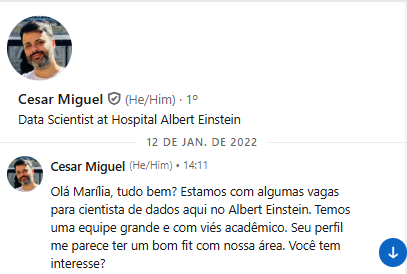 Cesar Miguel (He/Him) · 1º
Data Scientist at Hospital Albert Einstein
12 DE JAN. DE 2022
Cesar Miguel (He/Him) • 14:11
Olá Marília, tudo bem? Estamos com algumas vagas
para cientista de dados aqui no Albert Einstein. Temos
uma equipe grande e com viés acadêmico. Seu perfil
me parece ter um bom fit com nossa área. Você tem
interesse?